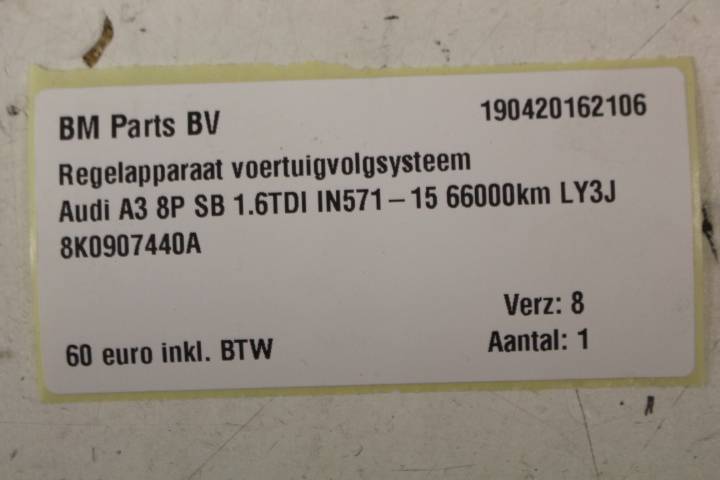 BM Parts BV 190420162106
Regelapparaat voertuigvolgsysteem
Audi A3 8P SB 1.6TDI IN571-15 66000km LY3J
8K0907440A
Verz: 8
60 euro inkl. BTW Aantal: 1